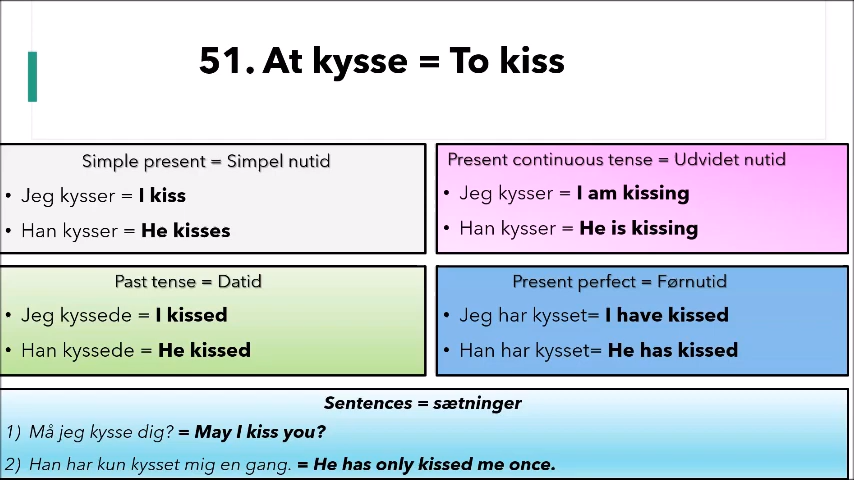 51. At kysse = To kiss
Simple present = Simpel nutid
• Jeg kysser = I kiss
• Han kysser = He kisses
Present continuous tense = Udvidet nutid
• Jeg kysser = I am kissing
• Han kysser = He is kissing
Past tense = Datid
• Jeg kyssede = I kissed
• Han kyssede = He kissed
Present perfect = Førnutid
• Jeg har kysset= I have kissed
• Han har kysset= He has kissed
Sentences = sætninger
1) Må jeg kysse dig? = May I kiss you?
2) Han har kun kysset mig en gang. = He has only kissed me once.